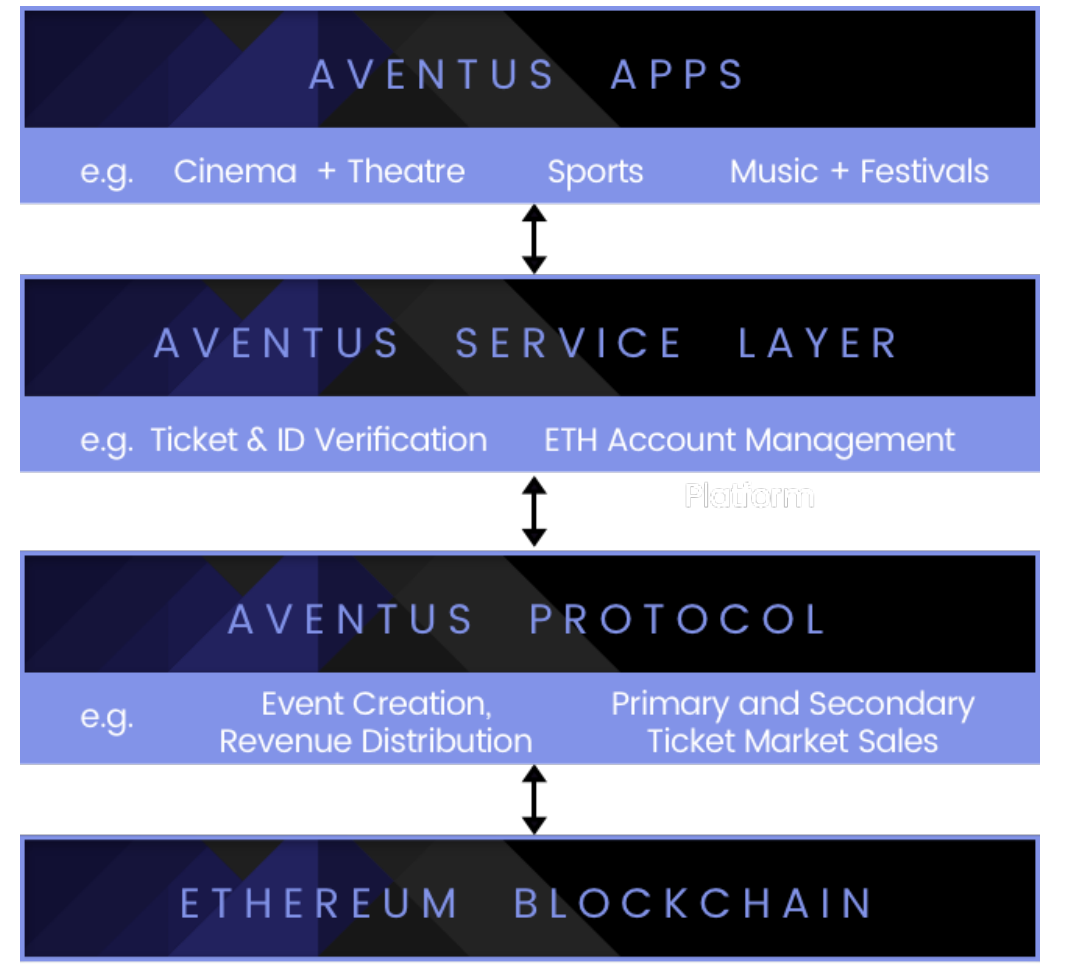 AVENTUS APPS
e.g. Cinema + Theatre Sports Music + Festivals
AVENTUS SERVICE LAYER
e.g. Ticket & ID Verification ETH Account Management
Platform
AVENTUS PROTOCOL
e.g.
Event Creation,
Revenue Distribution
Primary and Secondary
Ticket Market Sales
ETHEREUM BLOCKCHAIN